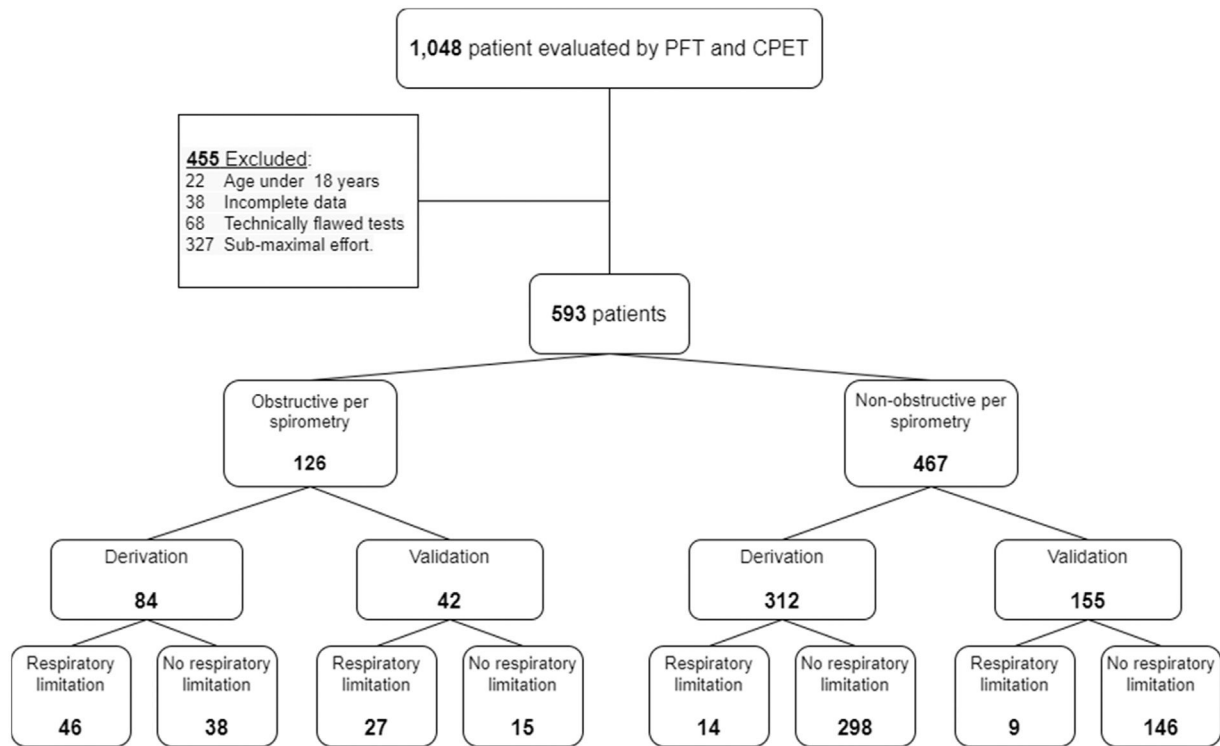 1,048 patient evaluated by PFT and CPET
455 Excluded:
22 Age under 18 years
38 Incomplete data
68 Technically flawed tests
327 Sub-maximal effort.
593 patients
Obstructive per
spirometry
126
Non-obstructive per
spirometry
467
Derivation
84
Validation
42
Derivation
312
Validation
155
Respiratory
limitation
46
No respiratory
limitation
38
Respiratory
limitation
27
No respiratory
limitation
15
Respiratory
limitation
14
No respiratory
limitation
298
Respiratory
limitation
9
No respiratory
limitation
146